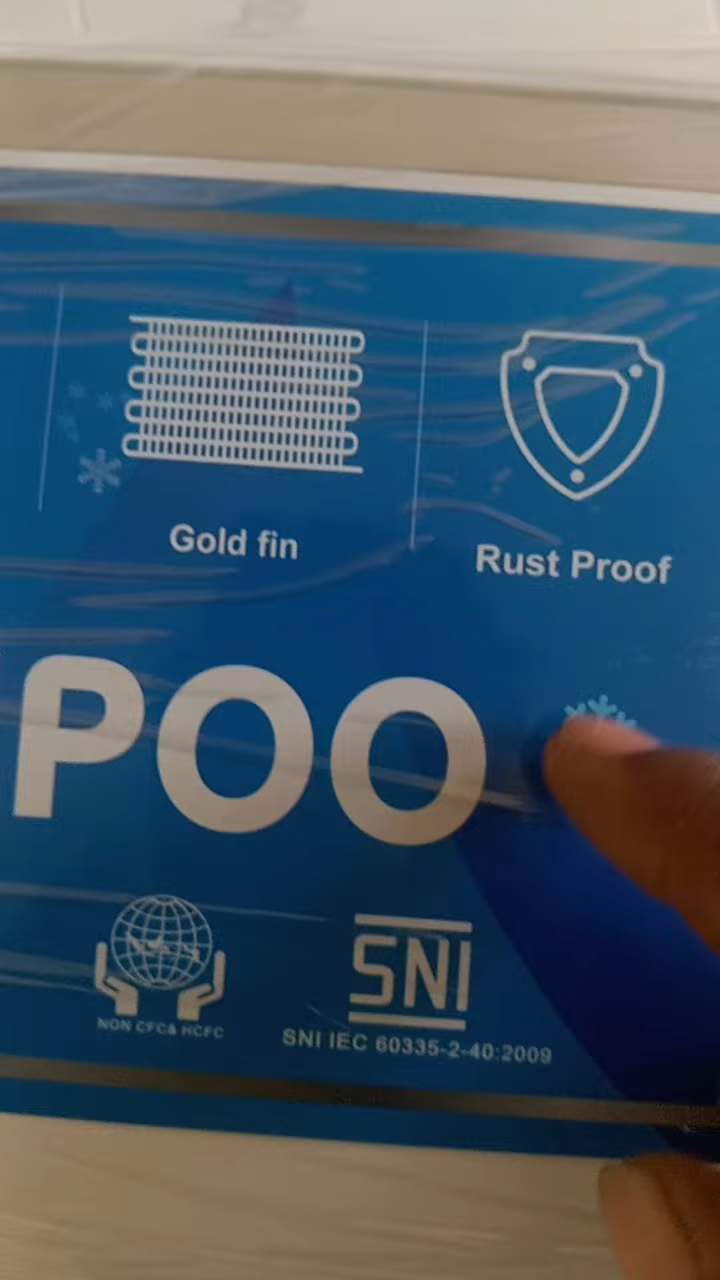 Gold fin
Rust Proof
POO
NON CFC& HCFC
SNI
SNI IEC 60335-2-40:2009